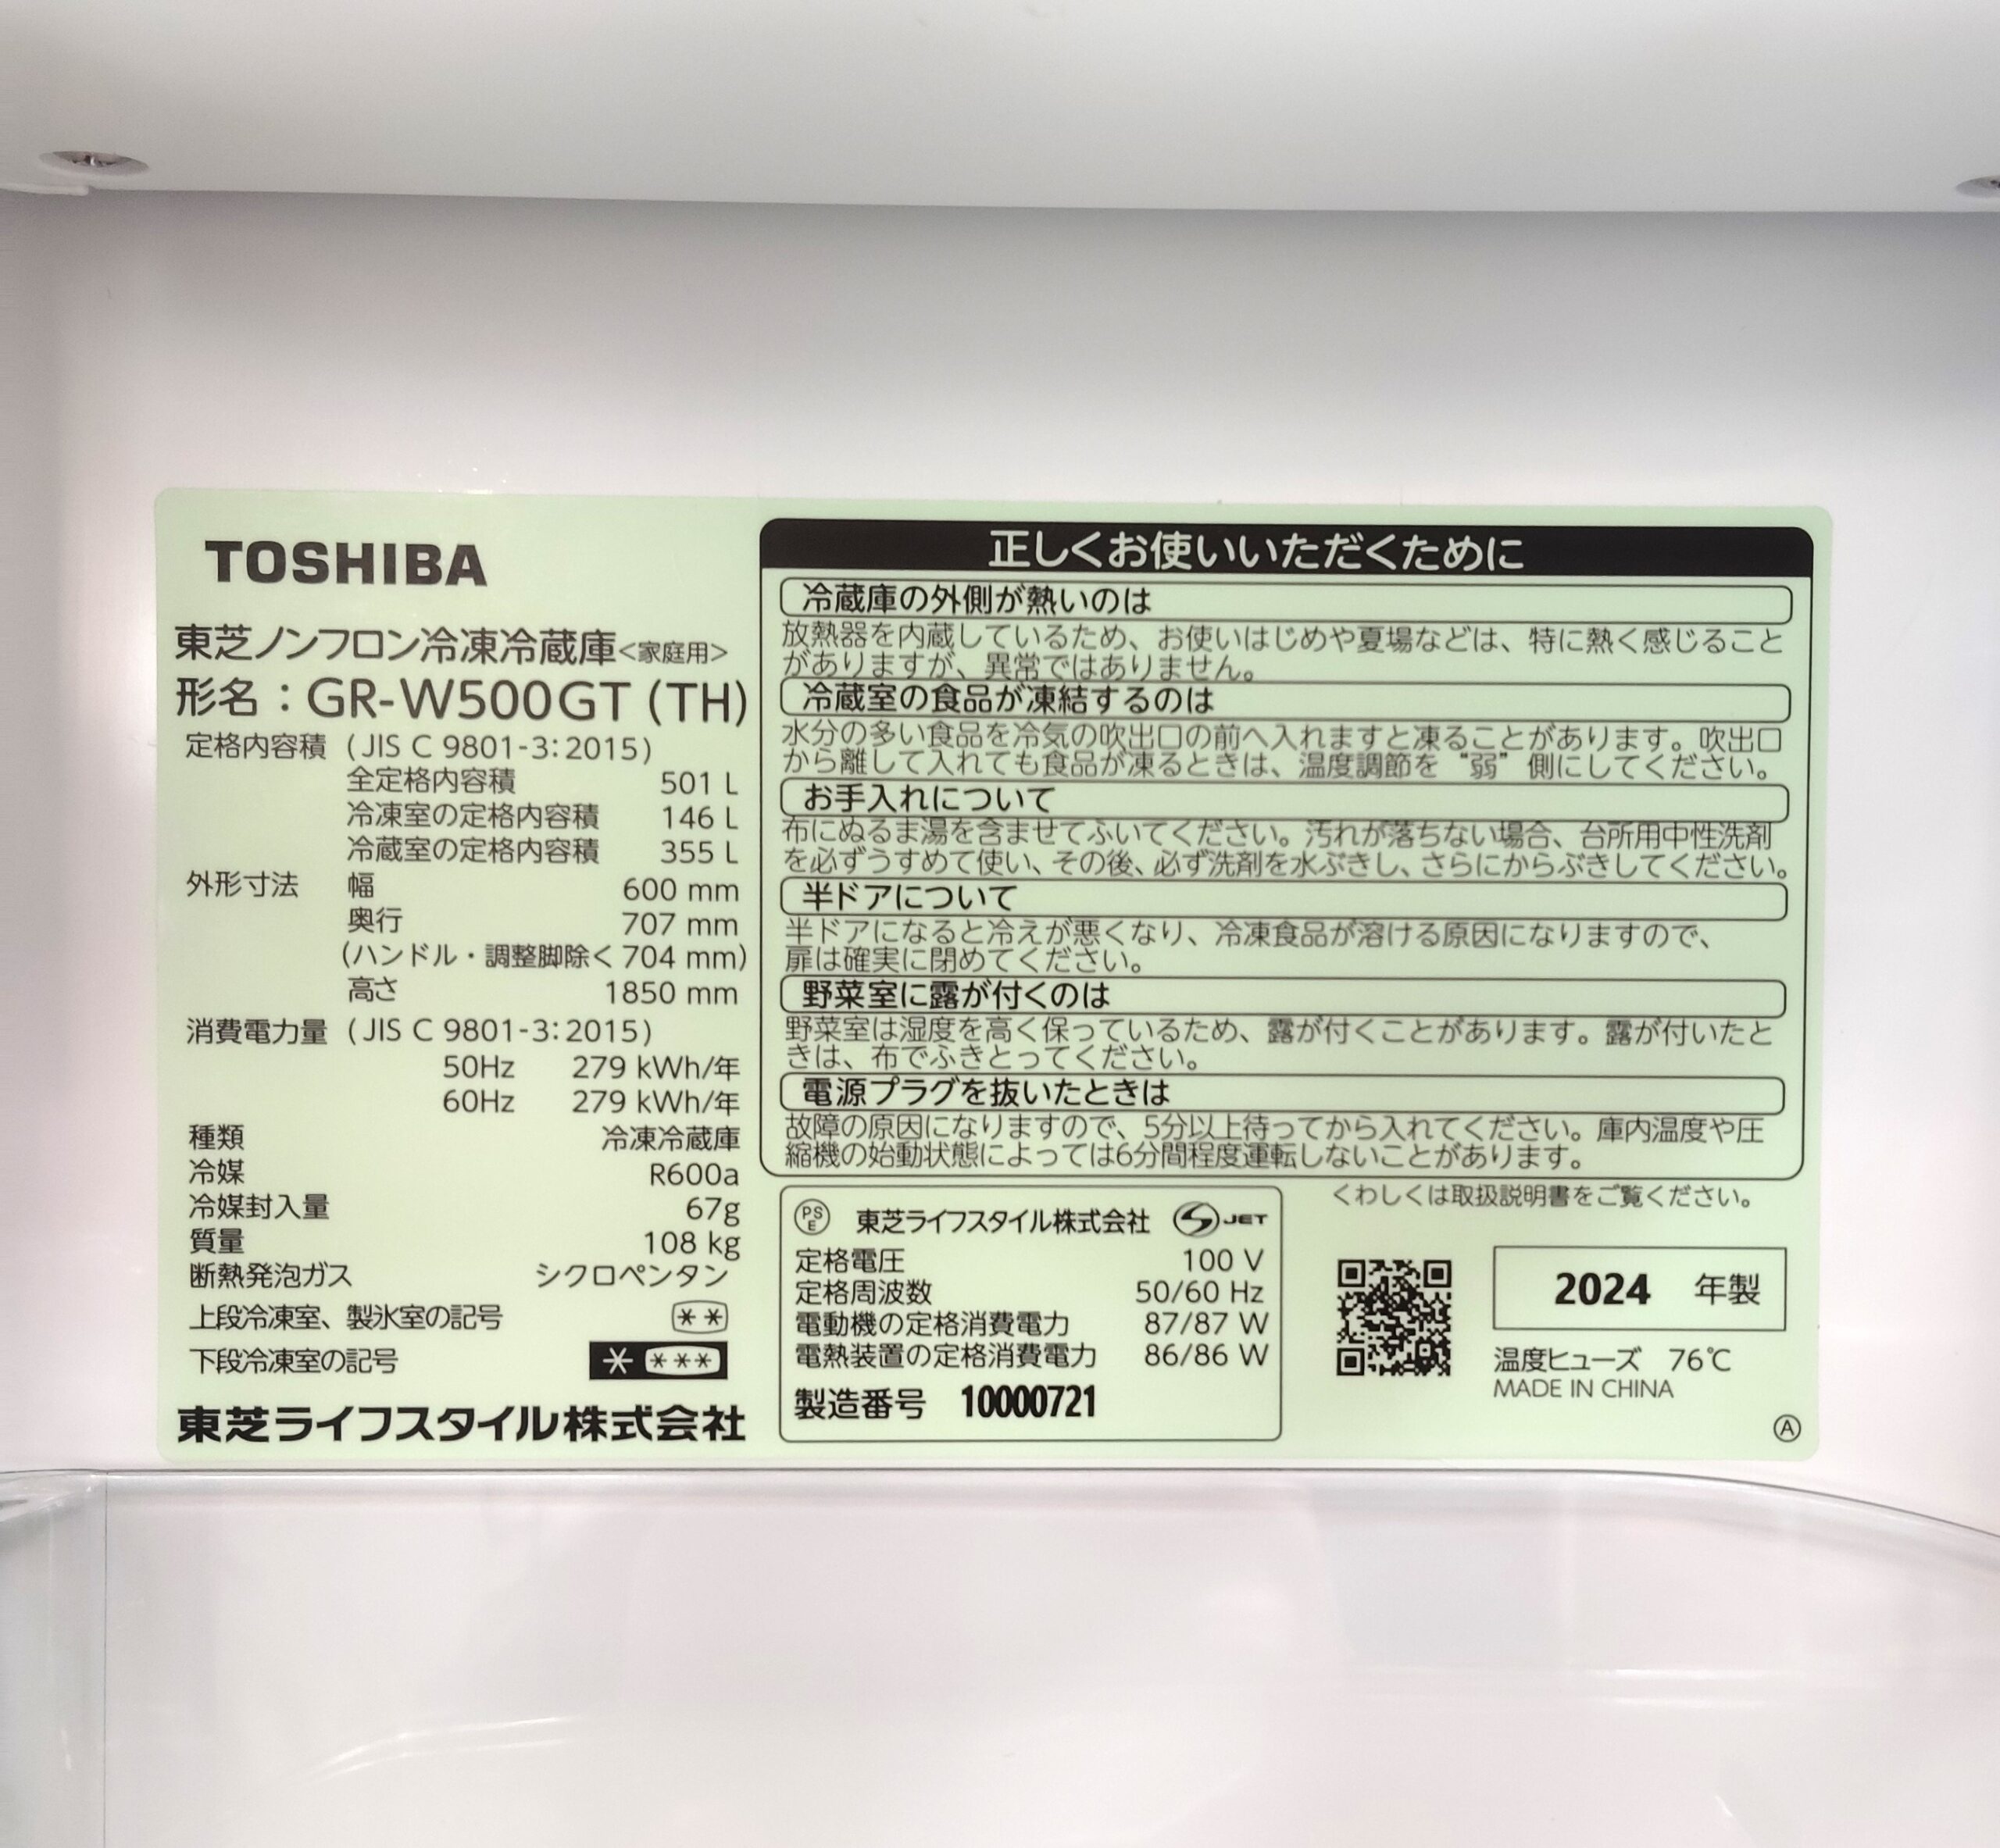 TOSHIBA
東芝ノンフロン冷凍冷蔵庫<家庭用>
形名：GR-W500GT (TH)
定格内容積 (JIS C 9801-3:2015)
全定格内容積 501 L
冷凍室の定格内容積 146 L
冷蔵室の定格内容積 355 L
外形寸法 幅 600 mm
奥行 707 mm
(ハンドル・調整脚除く 704 mm)
高さ 1850 mm
消費電力量 (JIS C 9801-3:2015)
50Hz 279 kWh/年
60Hz 279 kWh/年
種類 冷凍冷蔵庫
冷媒 R600a
冷媒封入量 67g
質量 108 kg
断熱発泡ガス シクロペンタン
上段冷凍室、製氷室の記号 **
下段冷凍室の記号 * ***
東芝ライフスタイル株式会社
正しくお使いいただくために
冷蔵庫の外側が熱いのは
放熱器を内蔵しているため、お使いはじめや夏場などは、特に熱く感じること
がありますが、異常ではありません。
冷蔵室の食品が凍結するのは
水分の多い食品を冷気の吹出口の前へ入れますと凍ることがあります。吹出口
から離して入れても食品が凍るときは、温度調節を“弱”側にしてください。
お手入れについて
布にぬるま湯を含ませてふいてください。汚れが落ちない場合、台所用中性洗剤
を必ずうすめて使い、その後、必ず洗剤を水ぶきし、さらにからぶきしてください。
半ドアについて
半ドアになると冷えが悪くなり、冷凍食品が溶ける原因になりますので、
扉は確実に閉めてください。
野菜室に露が付くのは
野菜室は湿度を高く保っているため、露が付くことがあります。露が付いたと
きは、布でふきとってください。
電源プラグを抜いたときは
故障の原因になりますので、5分以上待ってから入れてください。庫内温度や圧
縮機の始動状態によっては6分間程度運転しないことがあります。
くわしくは取扱説明書をご覧ください。
PSE 東芝ライフスタイル株式会社 JET
定格電圧 100 V
定格周波数 50/60 Hz
電動機の定格消費電力 87/87 W
電熱装置の定格消費電力 86/86 W
製造番号 10000721
2024 年製
温度ヒューズ 76℃
MADE IN CHINA
Ⓐ